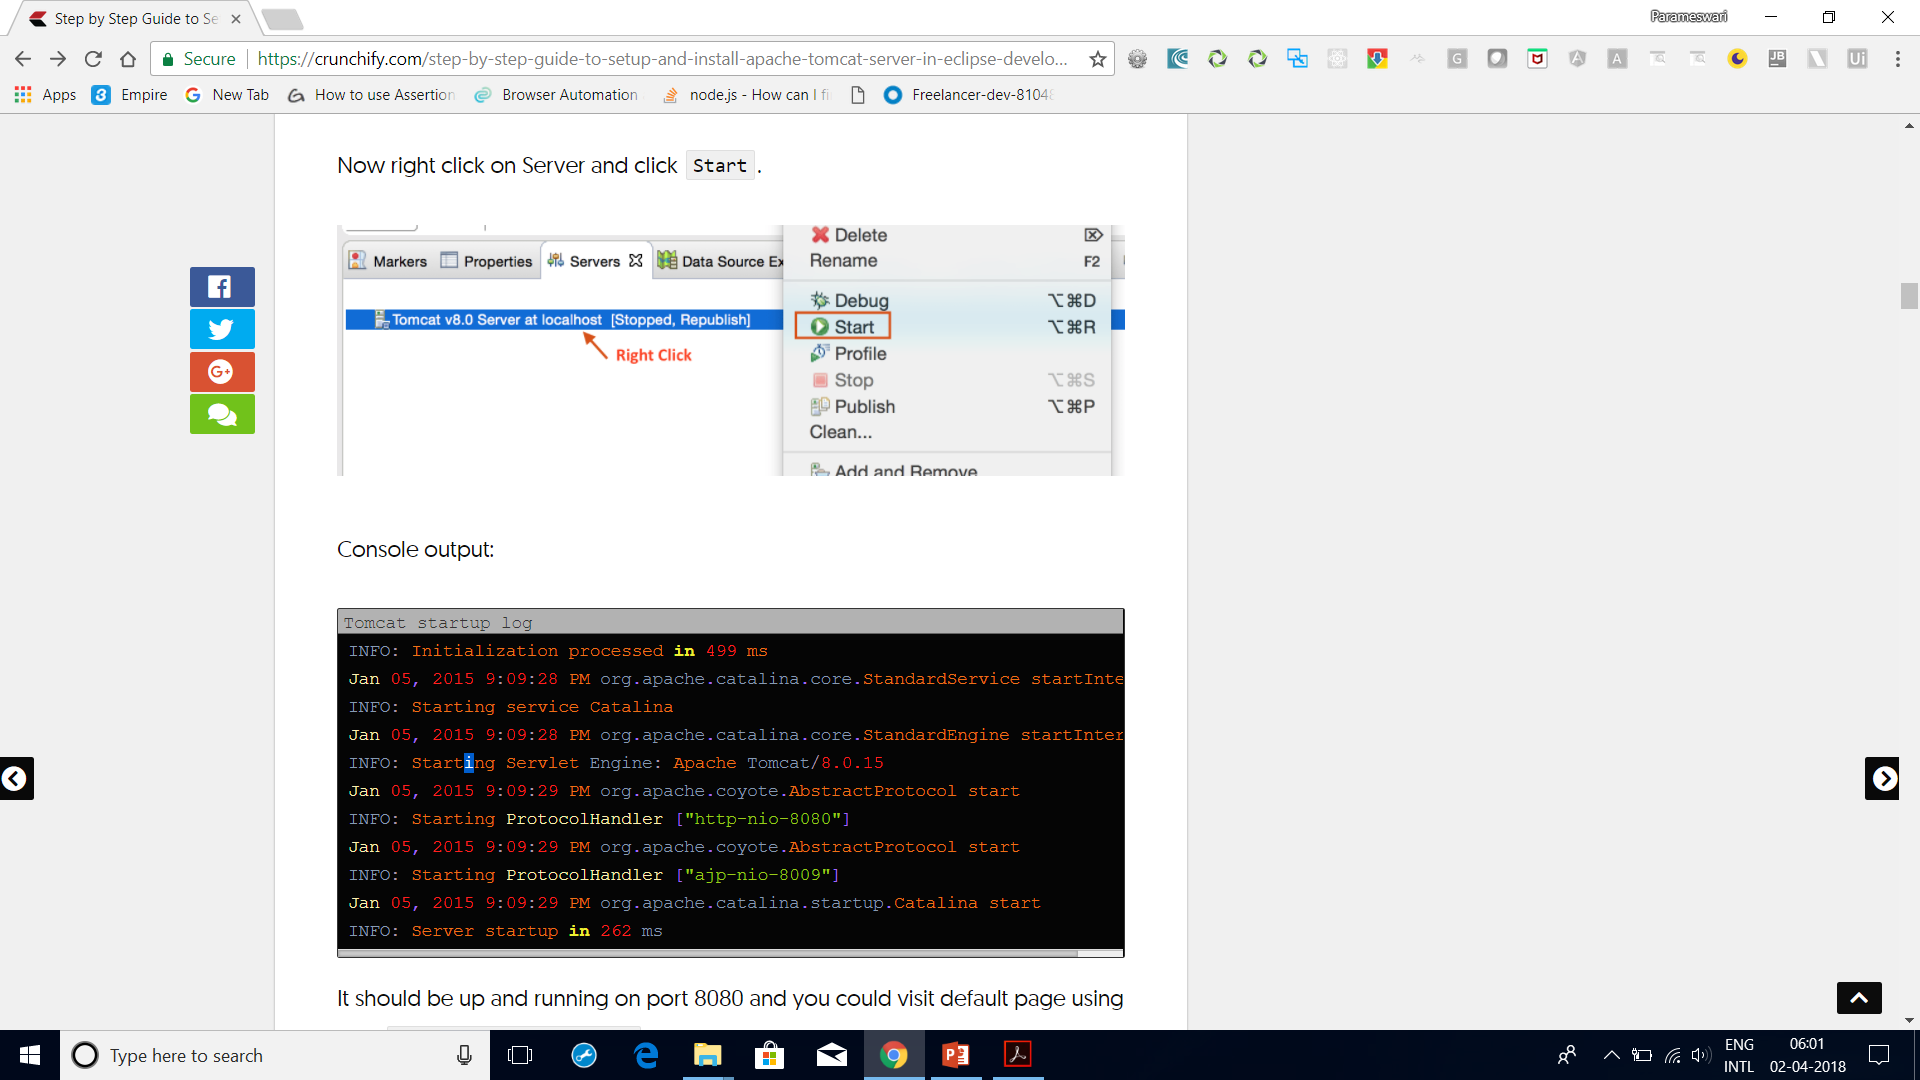 Step by Step Guide to Se
Parameswari
Secure
https://crunchify.com/step-by-step-guide-to-setup-and-install-apache-tomcat-server-in-eclipse-develo...
Apps
Empire
New Tab
How to use Assertion
Browser Automation
node.js - How can I fi
Freelancer-dev-81048
Now right click on Server and click Start.
Markers
Properties
Servers
Data Source Ex
Tomcat v8.0 Server at localhost [Stopped, Republish]
Right Click
Delete
Rename F2
Debug ⌥⌘D
Start ⌥⌘R
Profile
Stop ⌥⌘S
Publish ⌥⌘P
Clean...
Add and Remove
Console output:
Tomcat startup log
INFO: Initialization processed in 499 ms
Jan 05, 2015 9:09:28 PM org.apache.catalina.core.StandardService startInte
INFO: Starting service Catalina
Jan 05, 2015 9:09:28 PM org.apache.catalina.core.StandardEngine startInter
INFO: Starting Servlet Engine: Apache Tomcat/8.0.15
Jan 05, 2015 9:09:29 PM org.apache.coyote.AbstractProtocol start
INFO: Starting ProtocolHandler ["http-nio-8080"]
Jan 05, 2015 9:09:29 PM org.apache.coyote.AbstractProtocol start
INFO: Starting ProtocolHandler ["ajp-nio-8009"]
Jan 05, 2015 9:09:29 PM org.apache.catalina.startup.Catalina start
INFO: Server startup in 262 ms
It should be up and running on port 8080 and you could visit default page using
Type here to search
ENG
INTL
06:01
02-04-2018